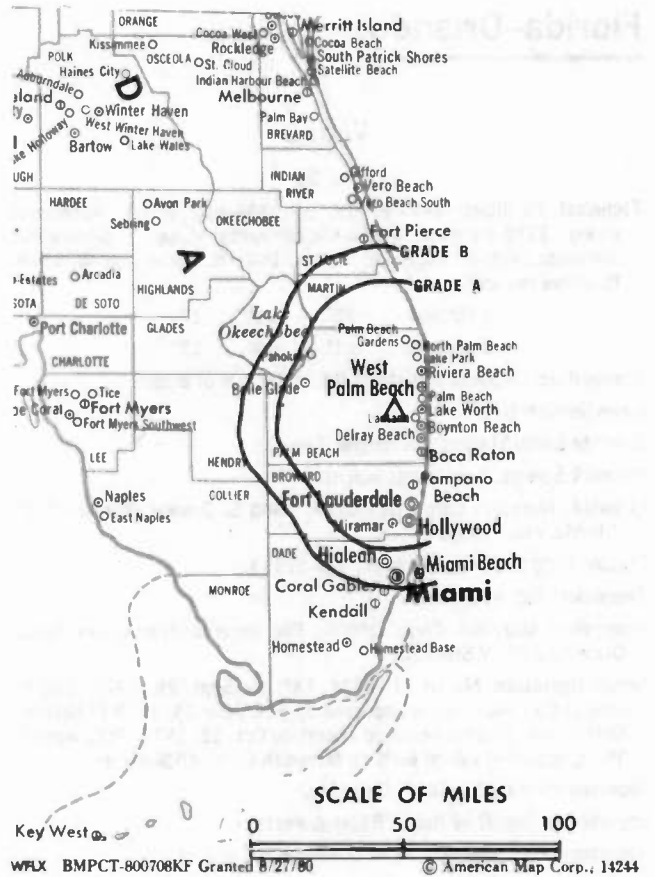 ORANGE
Merritt Island
Cocoa West
Kissimmee
Rockledge
Cocoa Beach
POLK
OSCEOLA
St. Cloud
South Patrick Shores
Haines City
Satellite Beach
Indian Harbour Beach
Auburndale
D
Melbourne
Winter Haven
Palm Bay
West Winter Haven
BREVARD
Bartow
Lake Wales
INDIAN
RIVER
Gifford
Vero Beach
HARDEE
Avon Park
Vero Beach South
OKEECHOBEE
Sebring
Fort Pierce
A
ST. LUCIE
GRADE B
Arcadia
MARTIN
GRADE A
HIGHLANDS
DE SOTO
Lake
Okeechobee
Port Charlotte
GLADES
Palm Beach
Gardens
North Palm Beach
Lake Park
Pahokee
CHARLOTTE
West
Palm Beach
Riviera Beach
Belle Glade
Fort Myers
Tice
Palm Beach
Fort Myers
Lake Worth
Lantana
Fort Myers Southwest
Boynton Beach
Delray Beach
LEE
HENDRY
PALM BEACH
Boca Raton
BROWARD
COLLIER
Pompano
Beach
Naples
Fort Lauderdale
East Naples
Miramar
Hollywood
DADE
Hialeah
Miami Beach
MONROE
Coral Gables
Miami
Kendall
Homestead
Homestead Base
SCALE OF MILES
Key West
0 50 100
WFLX BMPCT-800708KF Granted 8/27/80
© American Map Corp., 14244